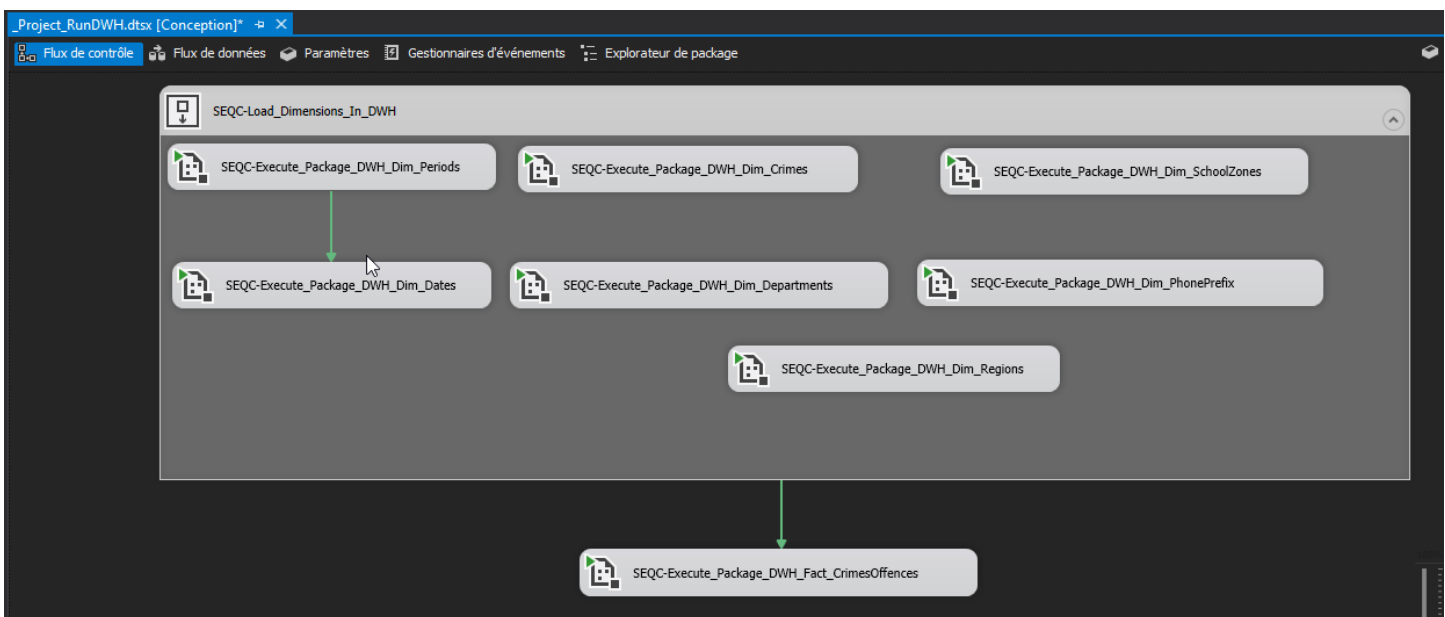 _Project_RunDWH.dtsx [Conception]*
Flux de contrôle Flux de données Paramètres Gestionnaires d'événements Explorateur de package
SEQC-Load_Dimensions_In_DWH
SEQC-Execute_Package_DWH_Dim_Periods
SEQC-Execute_Package_DWH_Dim_Crimes
SEQC-Execute_Package_DWH_Dim_SchoolZones
SEQC-Execute_Package_DWH_Dim_Dates
SEQC-Execute_Package_DWH_Dim_Departments
SEQC-Execute_Package_DWH_Dim_PhonePrefix
SEQC-Execute_Package_DWH_Dim_Regions
SEQC-Execute_Package_DWH_Fact_CrimesOffences